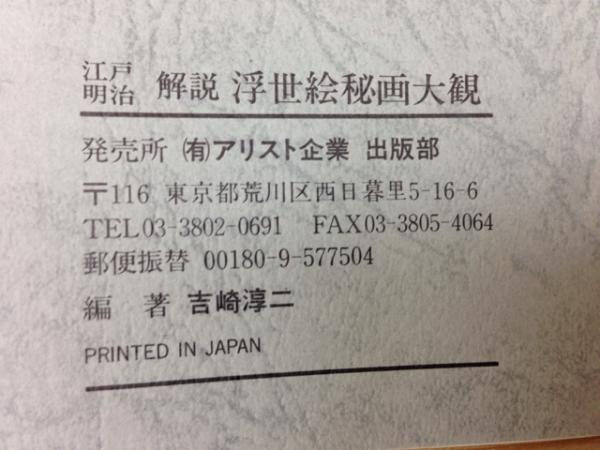 江戸明治 解説 浮世絵秘画大観
発売所 ㈲アリスト企業 出版部
〒116 東京都荒川区西日暮里5-16-6
TEL03-3802-0691 FAX03-3805-4064
郵便振替 00180-9-577504
編 著 吉崎淳二
PRINTED IN JAPAN